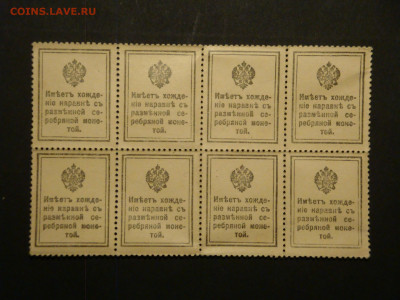 COINS.LAVE.RU
Имѣетъ хожде-
ніе наравнѣ съ
размѣнной се-
ребряной моне-
той.
Имѣетъ хожде-
ніе наравнѣ съ
размѣнной се-
ребряной моне-
той.
Имѣетъ хожде-
ніе наравнѣ съ
размѣнной се-
ребряной моне-
той.
Имѣетъ хожде-
ніе наравнѣ съ
размѣнной се-
ребряной моне-
той.
Имѣетъ хожде-
ніе наравнѣ съ
размѣнной се-
ребряной моне-
той.
Имѣетъ хожде-
ніе наравнѣ съ
размѣнной се-
ребряной моне-
той.
Имѣетъ хожде-
ніе наравнѣ съ
размѣнной се-
ребряной моне-
той.
Имѣетъ хожде-
ніе наравнѣ съ
размѣнной се-
ребряной моне-
той.